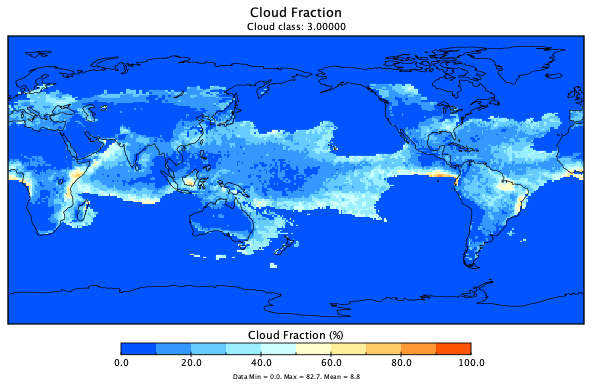 Cloud Fraction
Cloud class: 3.00000
Cloud Fraction (%)
0.0 20.0 40.0 60.0 80.0 100.0
Data Min = 0.0, Max = 82.7, Mean = 8.8